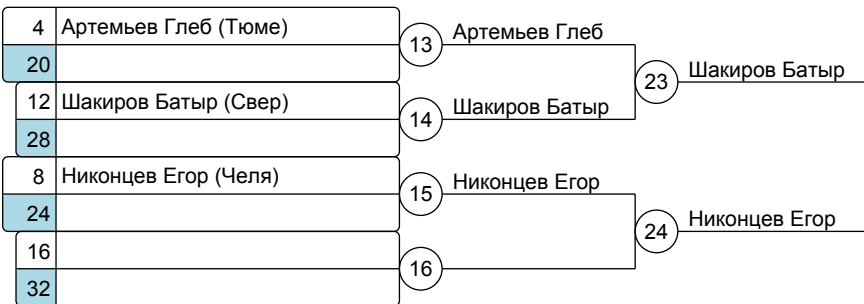 4 Артемьев Глеб (Тюме)
20
12 Шакиров Батыр (Свер)
28
8 Никонцев Егор (Челя)
24
16
32
13 Артемьев Глеб
14 Шакиров Батыр
15 Никонцев Егор
16
23 Шакиров Батыр
24 Никонцев Егор